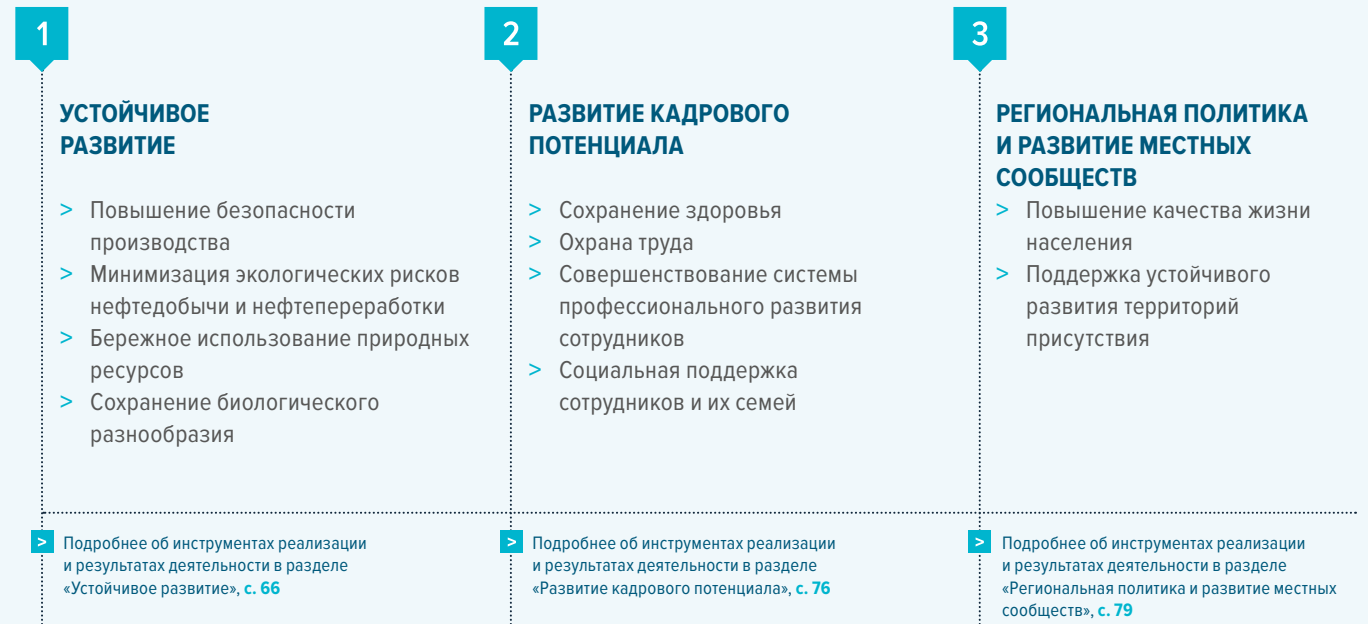 1
УСТОЙЧИВОЕ
РАЗВИТИЕ
> Повышение безопасности
производства
> Минимизация экологических рисков
нефтедобычи и нефтепереработки
> Бережное использование природных
ресурсов
> Сохранение биологического
разнообразия
> Подробнее об инструментах реализации
и результатах деятельности в разделе
«Устойчивое развитие», с. 66
2
РАЗВИТИЕ КАДРОВОГО
ПОТЕНЦИАЛА
> Сохранение здоровья
> Охрана труда
> Совершенствование системы
профессионального развития
сотрудников
> Социальная поддержка
сотрудников и их семей
> Подробнее об инструментах реализации
и результатах деятельности в разделе
«Развитие кадрового потенциала», с. 76
3
РЕГИОНАЛЬНАЯ ПОЛИТИКА
И РАЗВИТИЕ МЕСТНЫХ
СООБЩЕСТВ
> Повышение качества жизни
населения
> Поддержка устойчивого
развития территорий
присутствия
> Подробнее об инструментах реализации
и результатах деятельности в разделе
«Региональная политика и развитие местных
сообществ», с. 79